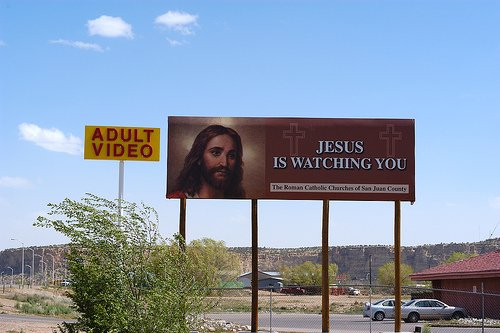 ADULT
VIDEO
JESUS
IS WATCHING YOU
The Roman Catholic Churches of San Juan County